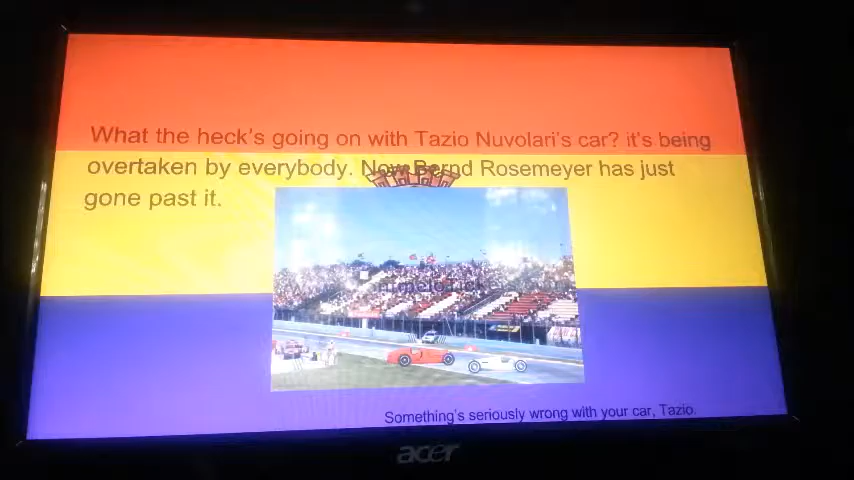 What the heck's going on with Tazio Nuvolari's car? it's being
overtaken by everybody. Now Bernd Rosemeyer has just
gone past it.
Something's seriously wrong with your car, Tazio.
acer